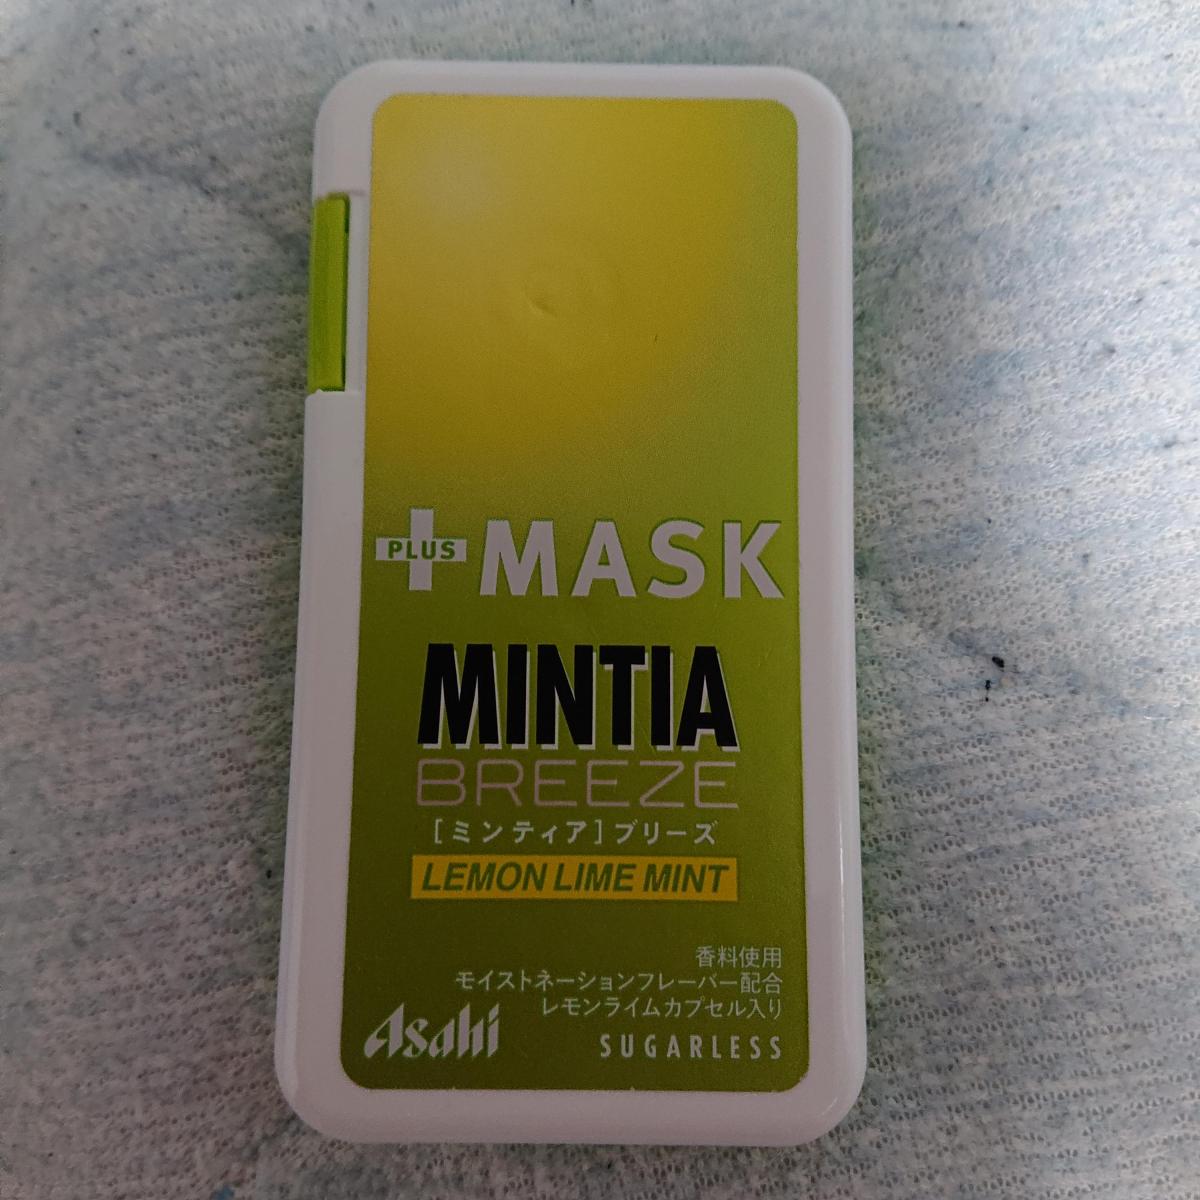 PLUS MASK
MINTIA
BREEZE
[ミンティア]ブリーズ
LEMON LIME MINT
香料使用
モイストネーションフレーバー配合
レモンライムカプセル入り
Asahi SUGARLESS